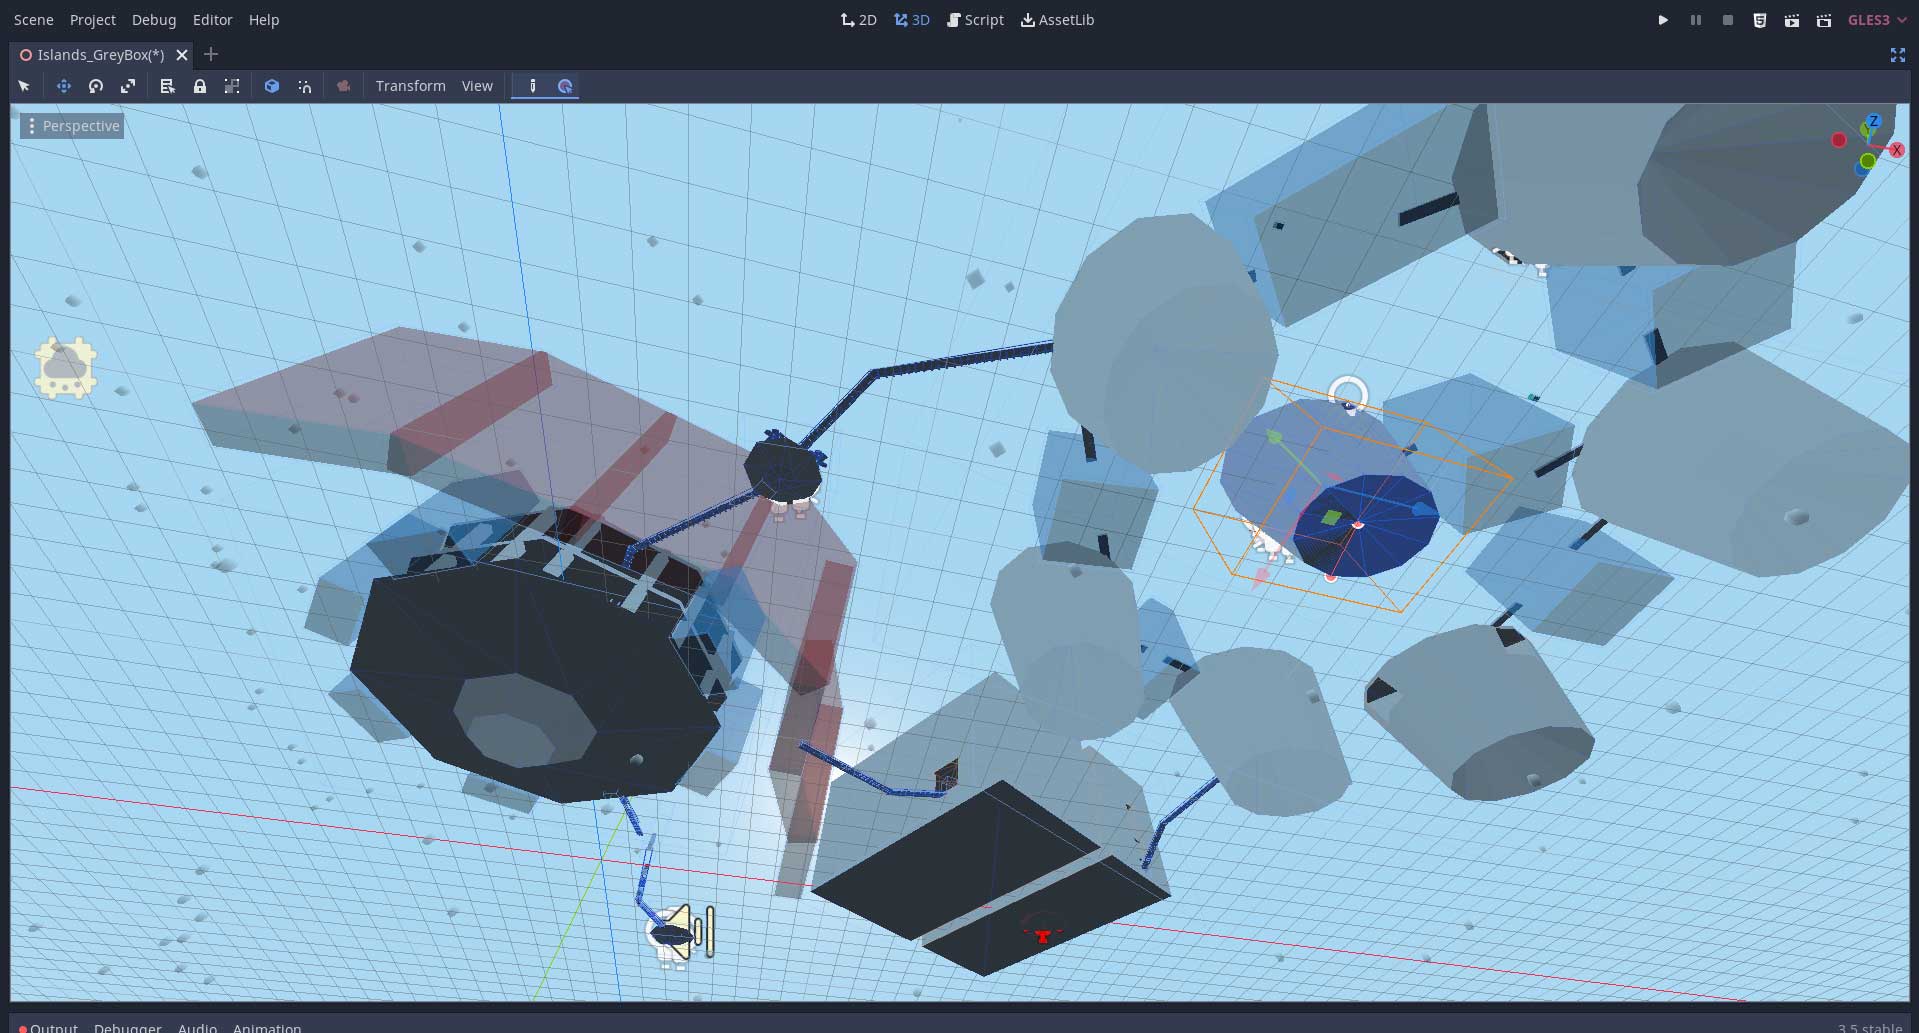 Scene Project Debug Editor Help 2D 3D Script AssetLib GLES3
Islands_GreyBox(*)
Transform View
Perspective
Z
X
Output Debugger Audio Animation 3.5.stable